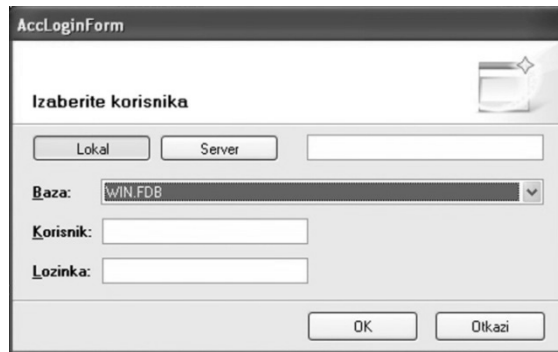 AccLoginForm
Izaberite korisnika
Lokal Server
Baza: WIN.FDB
Korisnik:
Lozinka:
OK Otkazi